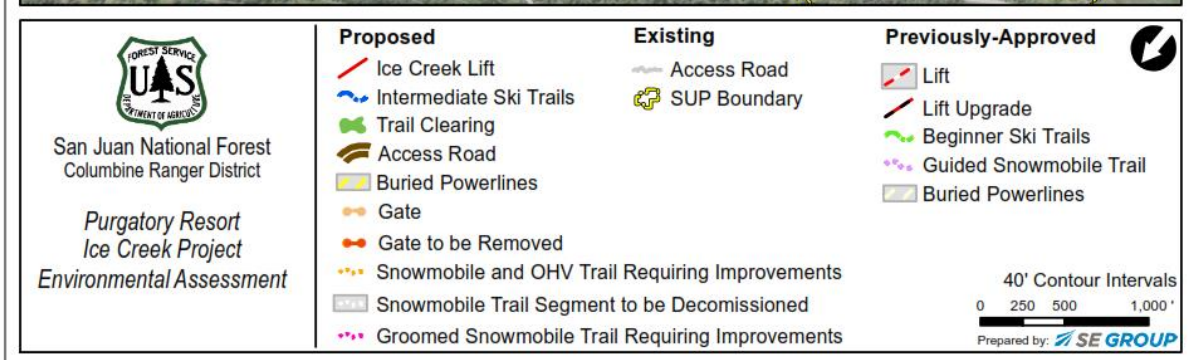 FOREST SERVICE
U S
DEPARTMENT OF AGRICULTURE
San Juan National Forest
Columbine Ranger District
Purgatory Resort
Ice Creek Project
Environmental Assessment
Proposed
Ice Creek Lift
Intermediate Ski Trails
Trail Clearing
Access Road
Buried Powerlines
Gate
Gate to be Removed
Snowmobile and OHV Trail Requiring Improvements
Snowmobile Trail Segment to be Decomissioned
Groomed Snowmobile Trail Requiring Improvements
Existing
Access Road
SUP Boundary
Previously-Approved
Lift
Lift Upgrade
Beginner Ski Trails
Guided Snowmobile Trail
Buried Powerlines
40' Contour Intervals
0 250 500 1,000 '
Prepared by: SE GROUP